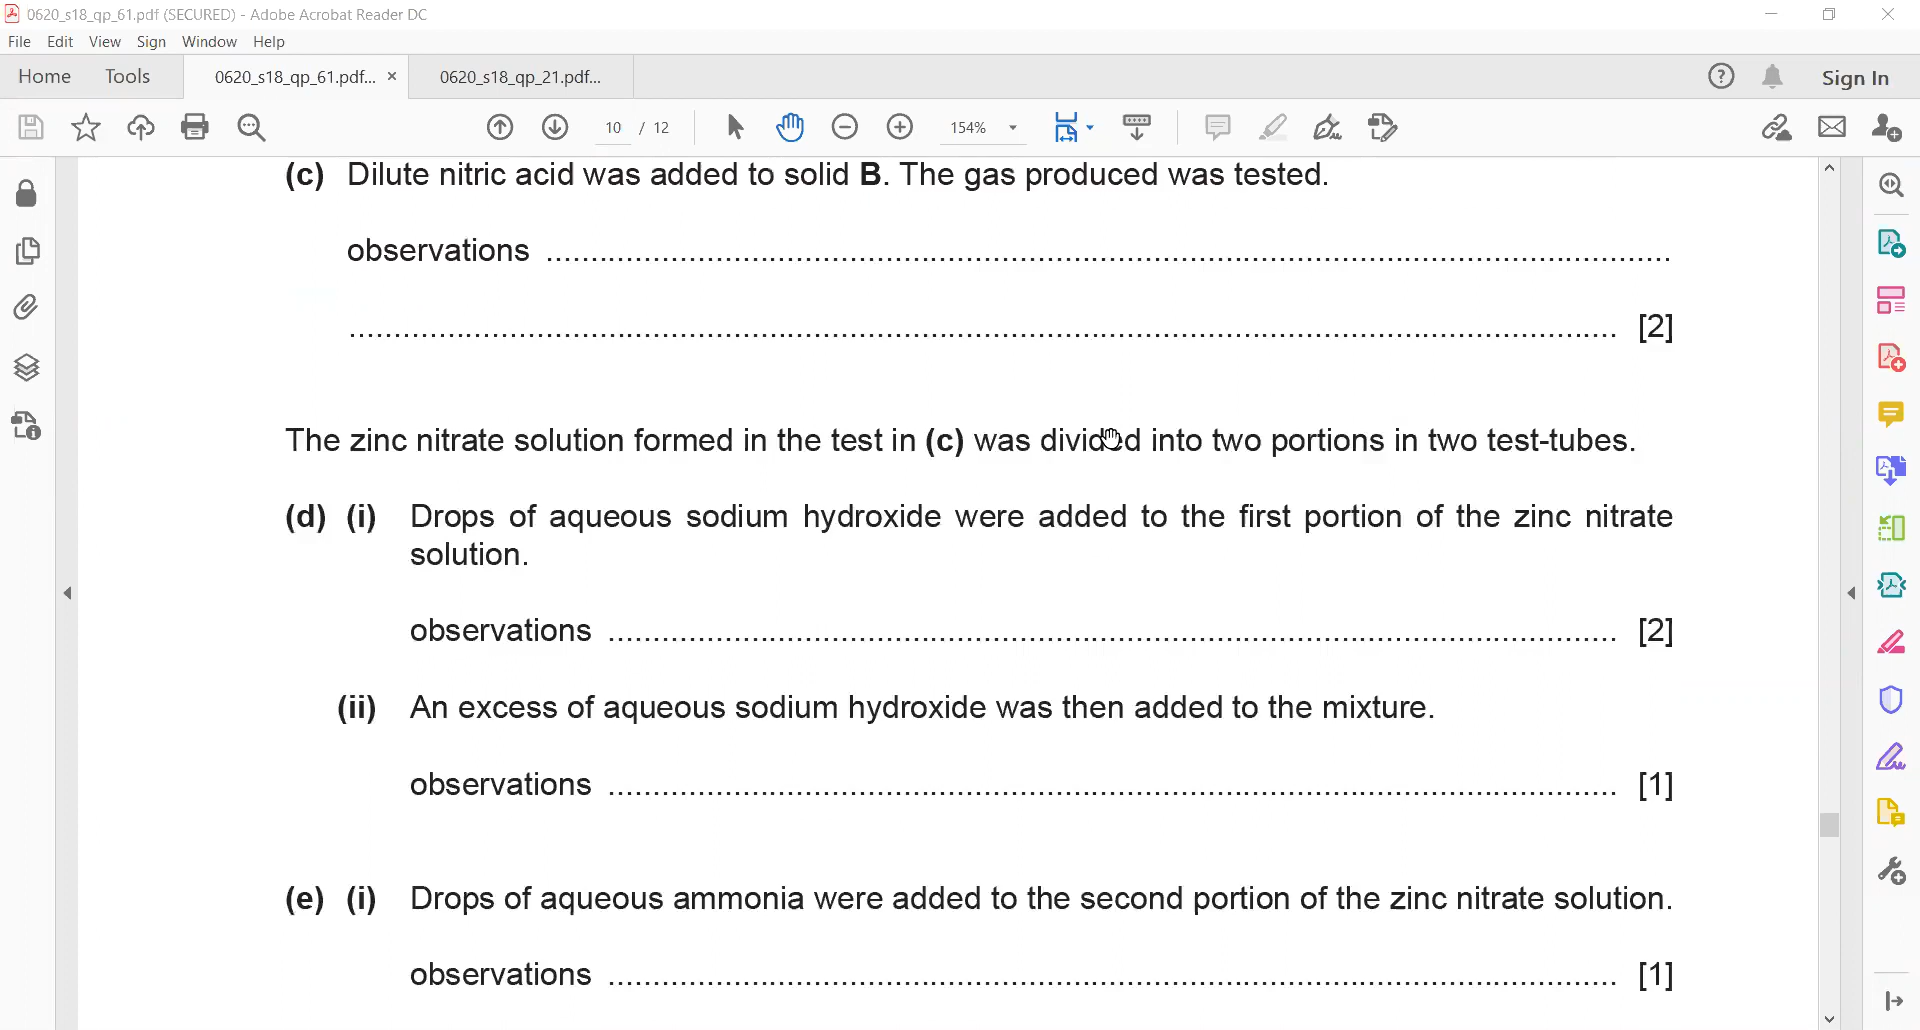 0620_s18_qp_61.pdf (SECURED) - Adobe Acrobat Reader DC
File Edit View Sign Window Help
Home Tools 0620_s18_qp_61.pdf... × 0620_s18_qp_21.pdf... Sign In
10 / 12 154%
(c) Dilute nitric acid was added to solid B. The gas produced was tested.
observations ..............................................................................................................................
.............................................................................................................................................. [2]
The zinc nitrate solution formed in the test in (c) was divided into two portions in two test-tubes.
(d) (i) Drops of aqueous sodium hydroxide were added to the first portion of the zinc nitrate
solution.
observations ................................................................................................................. [2]
(ii) An excess of aqueous sodium hydroxide was then added to the mixture.
observations ................................................................................................................. [1]
(e) (i) Drops of aqueous ammonia were added to the second portion of the zinc nitrate solution.
observations ................................................................................................................. [1]